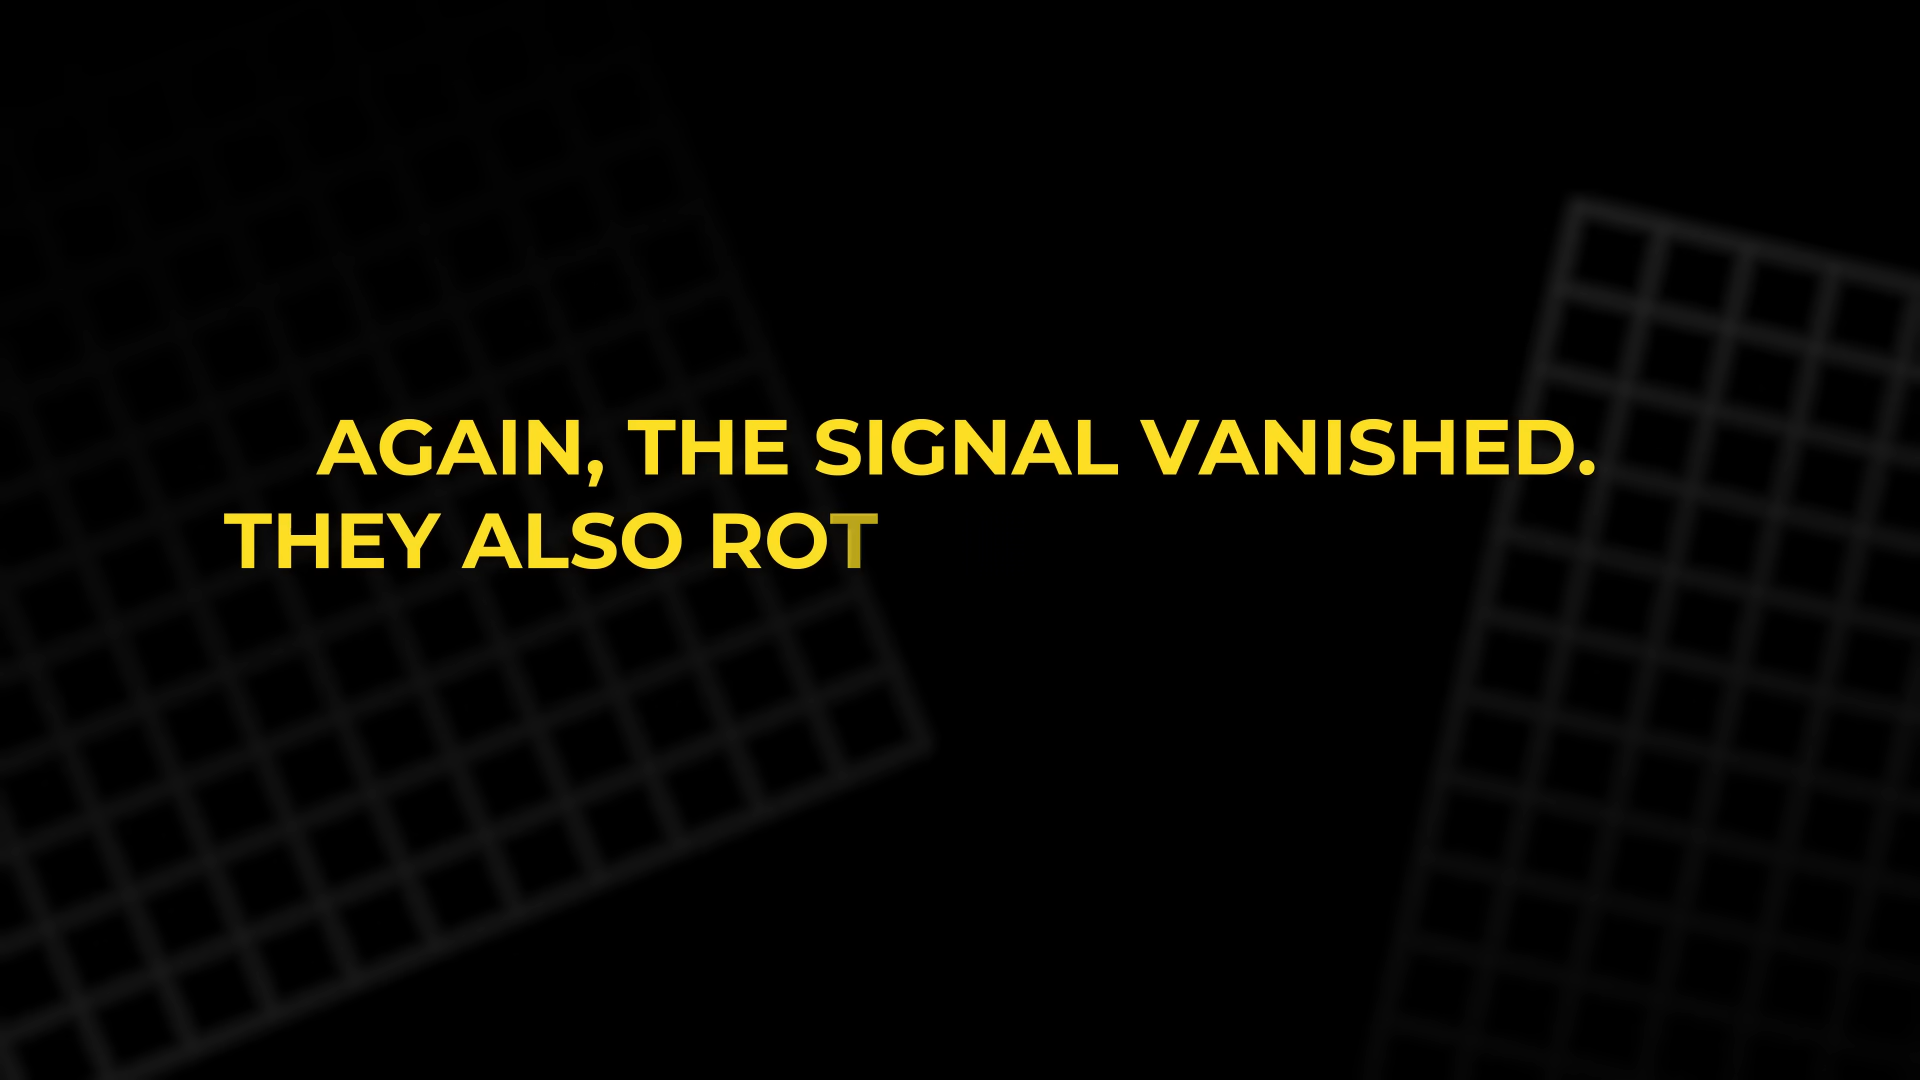 AGAIN, THE SIGNAL VANISHED.
THEY ALSO ROT